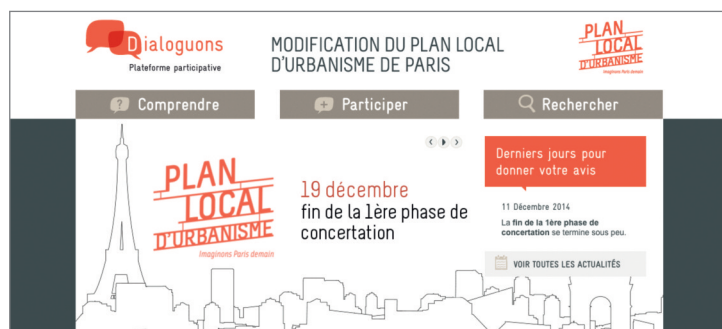 Dialoguons
Plateforme participative
MODIFICATION DU PLAN LOCAL
D'URBANISME DE PARIS
PLAN
LOCAL
D'URBANISME
Imaginons Paris demain
Comprendre
Participer
Rechercher
PLAN
LOCAL
D'URBANISME
Imaginons Paris demain
19 décembre
fin de la 1ère phase de
concertation
Derniers jours pour
donner votre avis
11 Décembre 2014
La fin de la 1ère phase de
concertation se termine sous peu.
VOIR TOUTES LES ACTUALITÉS